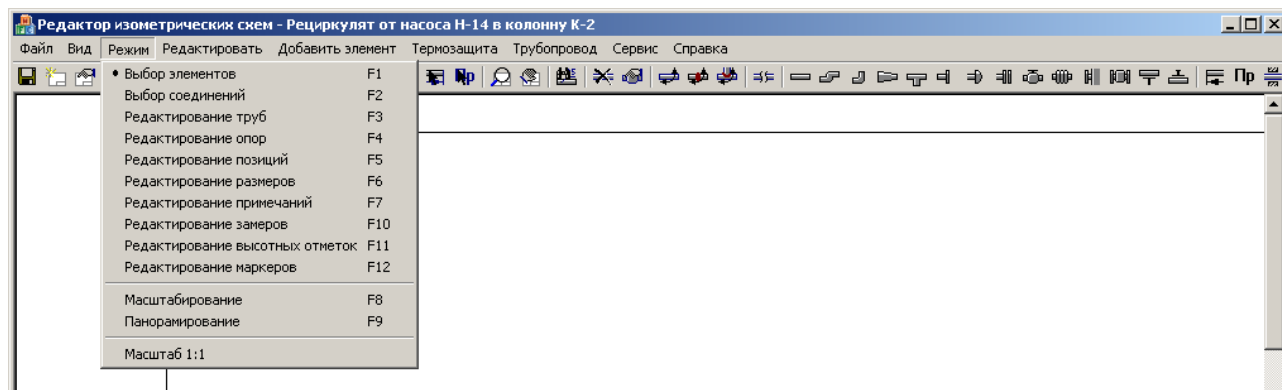 Редактор изометрических схем - Рециркулят от насоса Н-14 в колонну К-2
Файл Вид Режим Редактировать Добавить элемент Термозащита Трубопровод Сервис Справка
Np Пр
Выбор элементов F1
Выбор соединений F2
Редактирование труб F3
Редактирование опор F4
Редактирование позиций F5
Редактирование размеров F6
Редактирование примечаний F7
Редактирование замеров F10
Редактирование высотных отметок F11
Редактирование маркеров F12
Масштабирование F8
Панорамирование F9
Масштаб 1:1